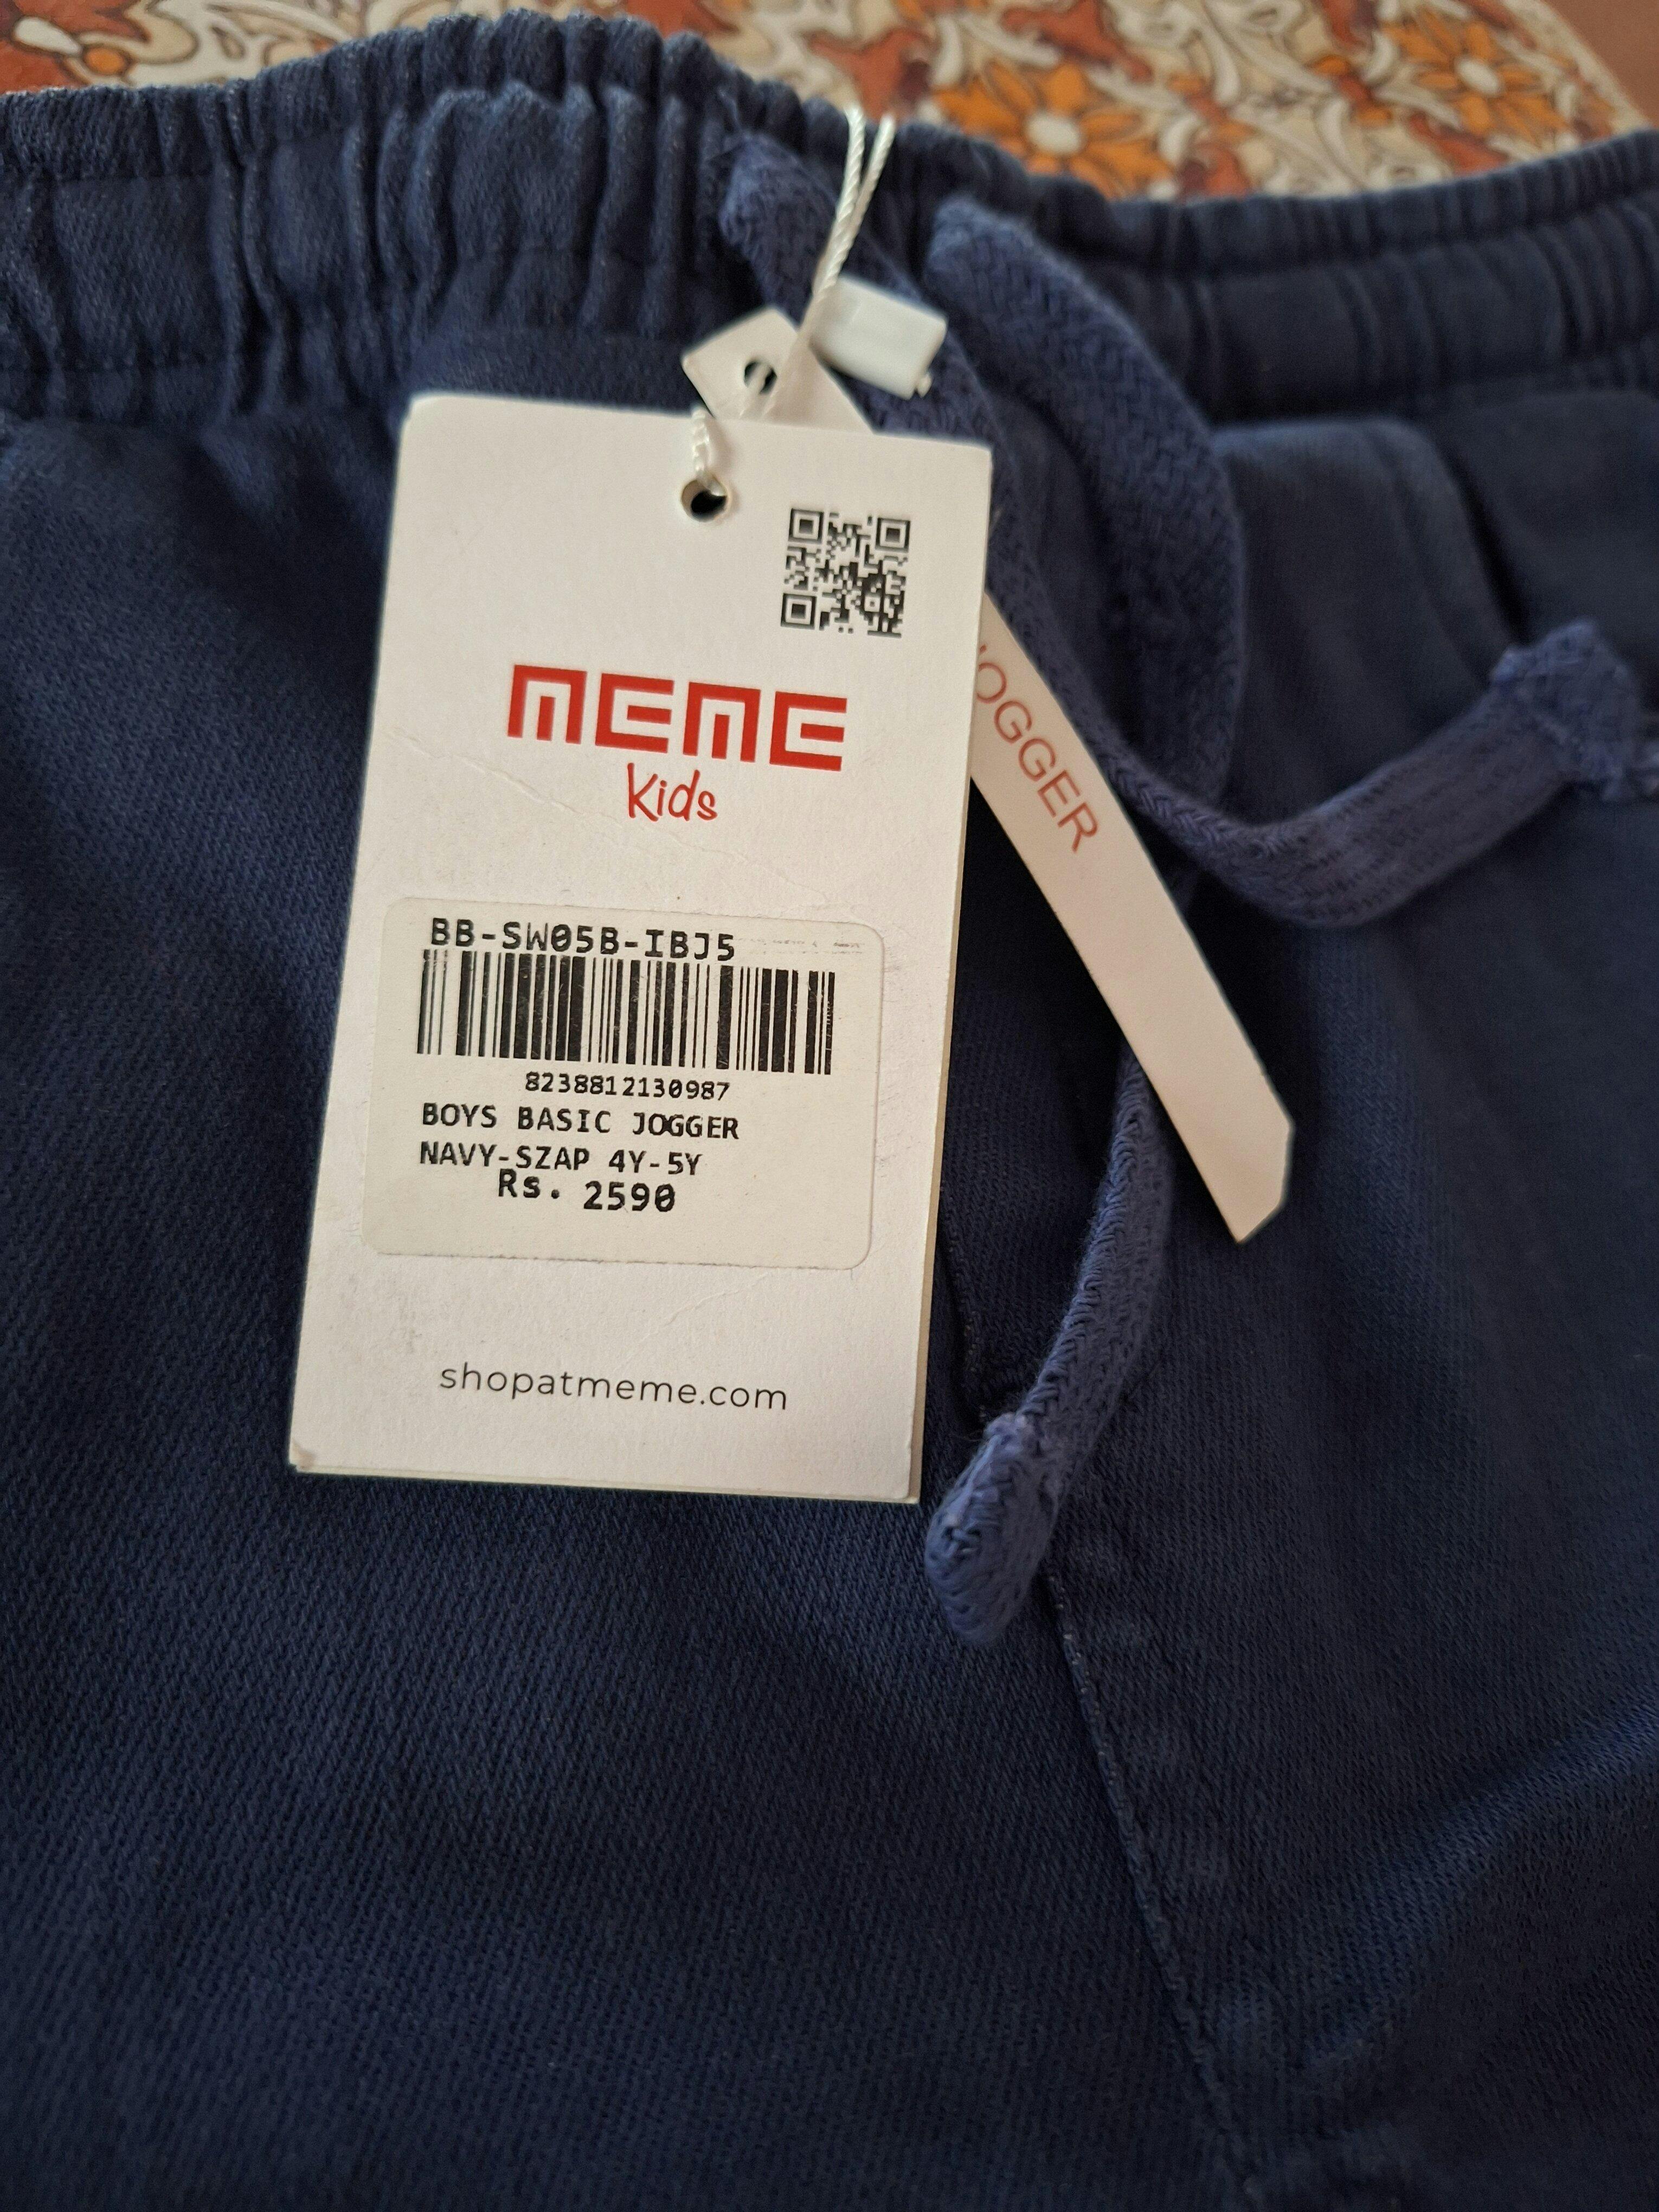 MEME
Kids
BB-SW05B-IBJ5
8238812130987
BOYS BASIC JOGGER
NAVY-SZAP 4Y-5Y
Rs. 2590
shopatmeme.com
JOGGER